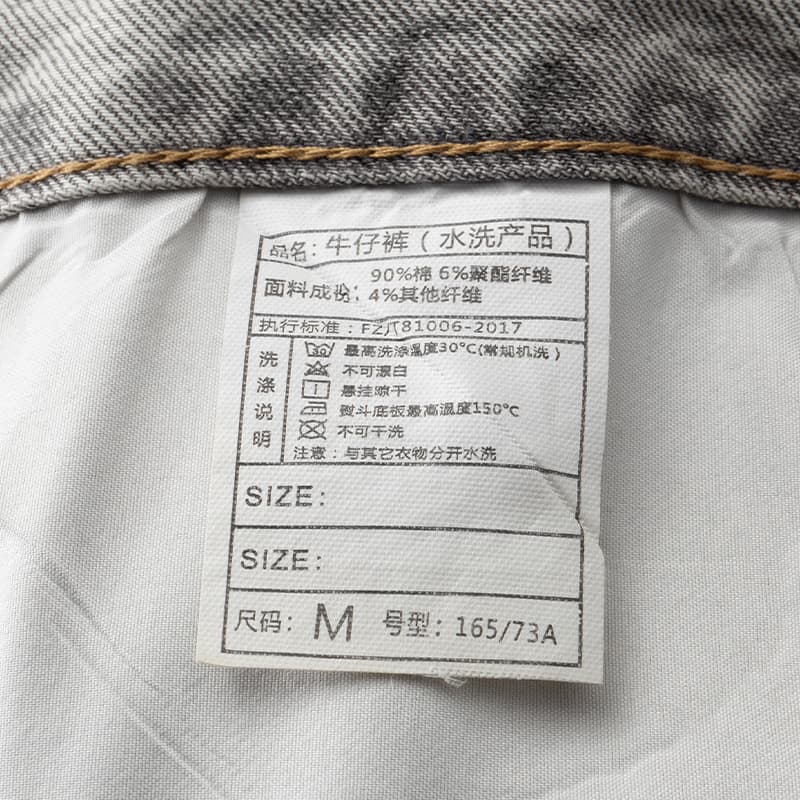 品名：牛仔裤（水洗产品）
90%棉 6%聚酯纤维
面料成份：4%其他纤维
执行标准：FZ/T81006-2017
洗涤说明
最高洗涤温度30℃(常规机洗)
不可漂白
悬挂晾干
熨斗底板最高温度150℃
不可干洗
注意：与其它衣物分开水洗
SIZE：
SIZE：
尺码：M 号型：165/73A